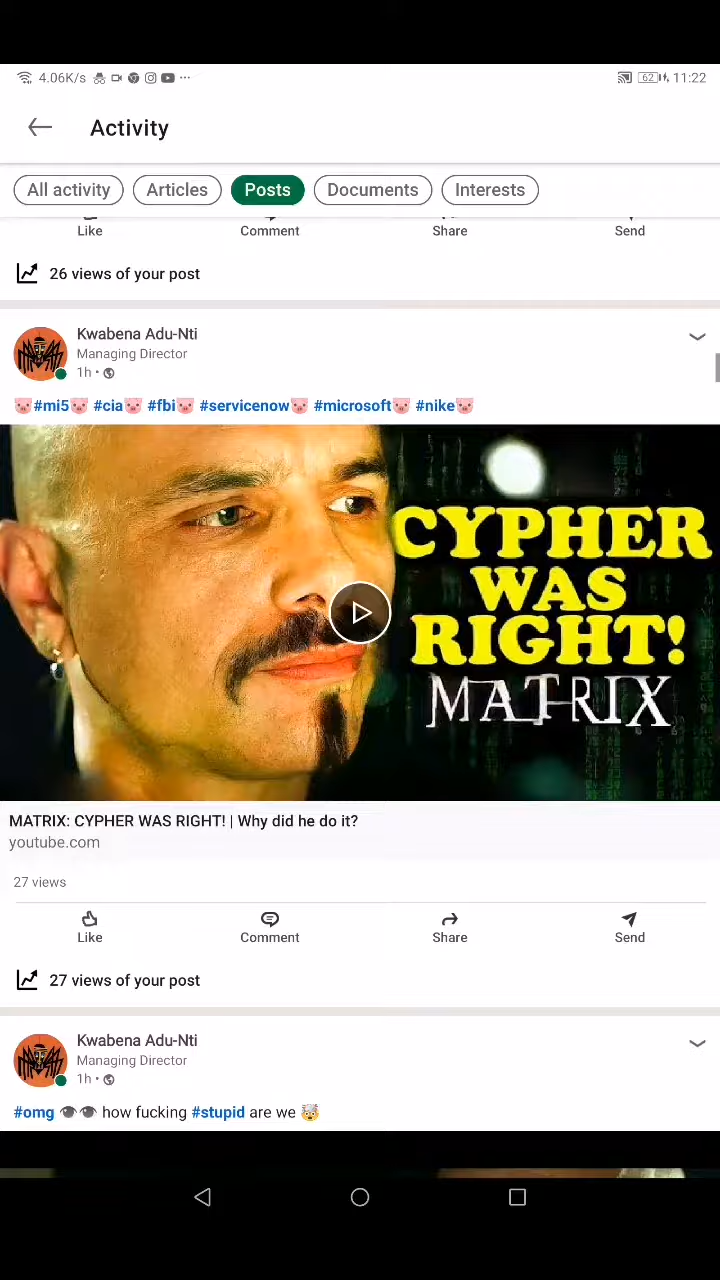 4.06K/s 62 11:22
Activity
All activity Articles Posts Documents Interests
Like Comment Share Send
26 views of your post
Kwabena Adu-Nti
Managing Director
1h •
🐷#mi5🐷 #cia🐷 #fbi🐷 #servicenow🐷 #microsoft🐷 #nike🐷
CYPHER
WAS
RIGHT!
MATRIX
MATRIX: CYPHER WAS RIGHT! | Why did he do it?
youtube.com
27 views
Like Comment Share Send
27 views of your post
Kwabena Adu-Nti
Managing Director
1h •
#omg 👁👁 how fucking #stupid are we 🤯